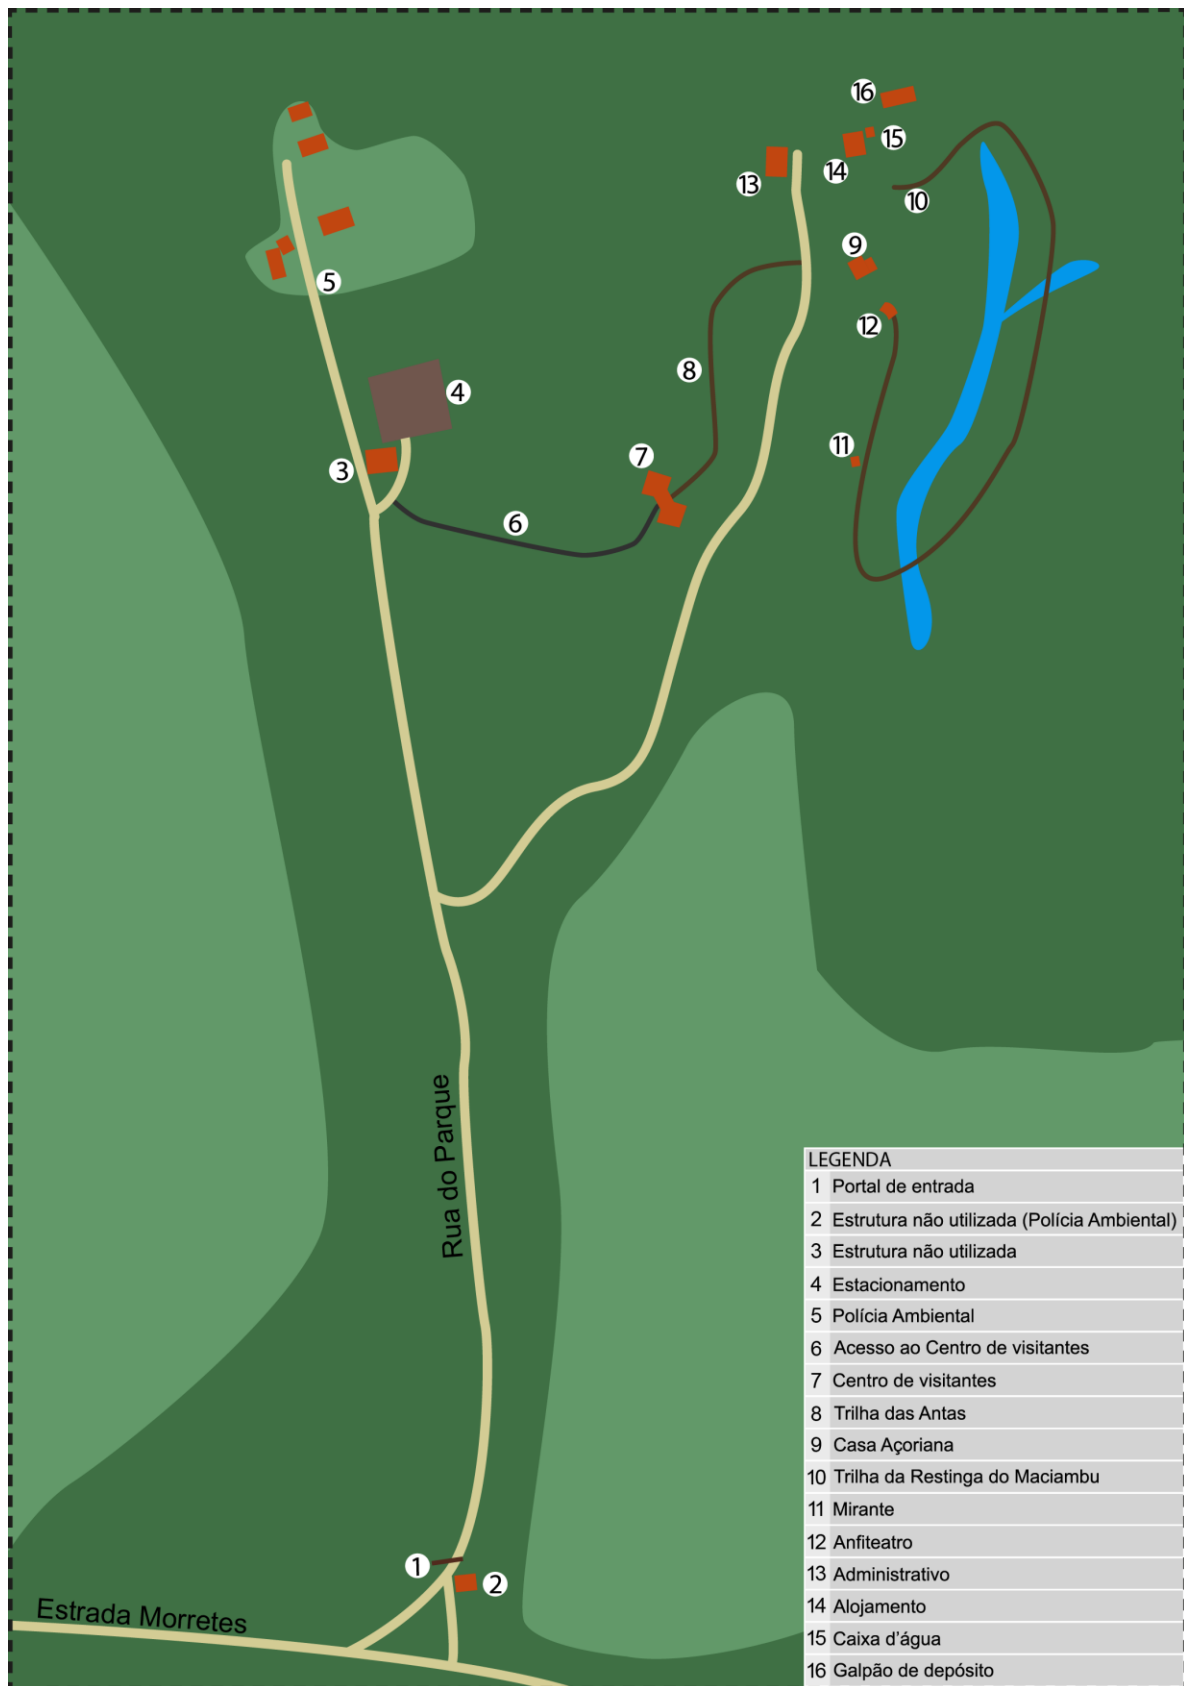 16
15
14
13
10
9
5
12
8
4
11
7
3
6
Rua do Parque
LEGENDA
1 Portal de entrada
2 Estrutura não utilizada (Polícia Ambiental)
3 Estrutura não utilizada
4 Estacionamento
5 Polícia Ambiental
6 Acesso ao Centro de visitantes
7 Centro de visitantes
8 Trilha das Antas
9 Casa Açoriana
10 Trilha da Restinga do Maciambu
11 Mirante
12 Anfiteatro
13 Administrativo
14 Alojamento
15 Caixa d'água
16 Galpão de depósito
1
2
Estrada Morretes